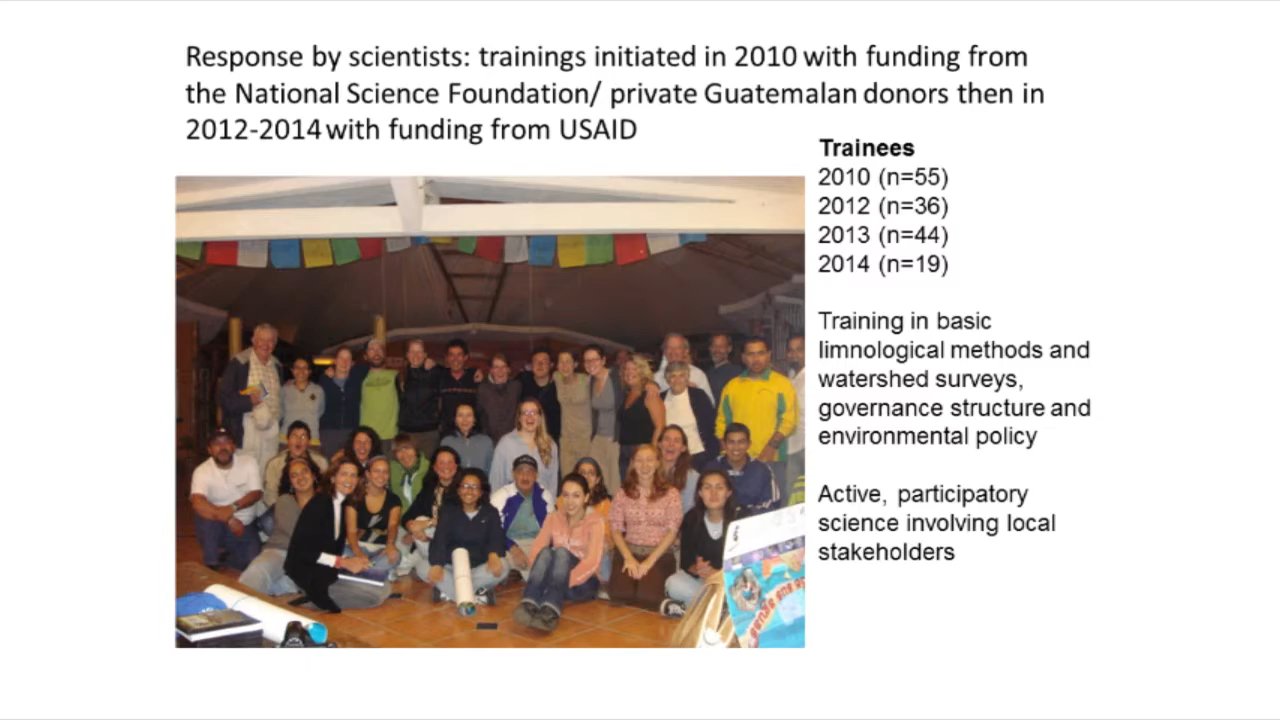 Response by scientists: trainings initiated in 2010 with funding from
the National Science Foundation/ private Guatemalan donors then in
2012-2014 with funding from USAID
Trainees
2010 (n=55)
2012 (n=36)
2013 (n=44)
2014 (n=19)
Training in basic
limnological methods and
watershed surveys,
governance structure and
environmental policy
Active, participatory
science involving local
stakeholders